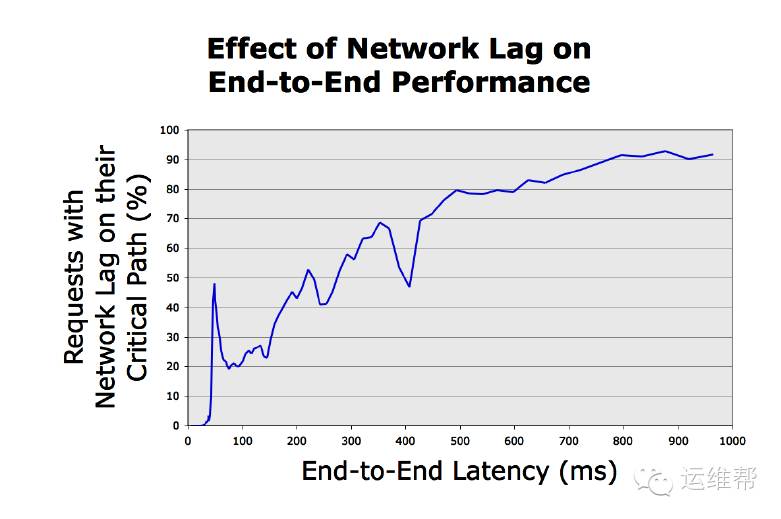 Effect of Network Lag on
End-to-End Performance
Requests with
Network Lag on their
Critical Path (%)
100
90
80
70
60
50
40
30
20
10
0
0 100 200 300 400 500 600 700 800 900 1000
End-to-End Latency (ms)
运维帮